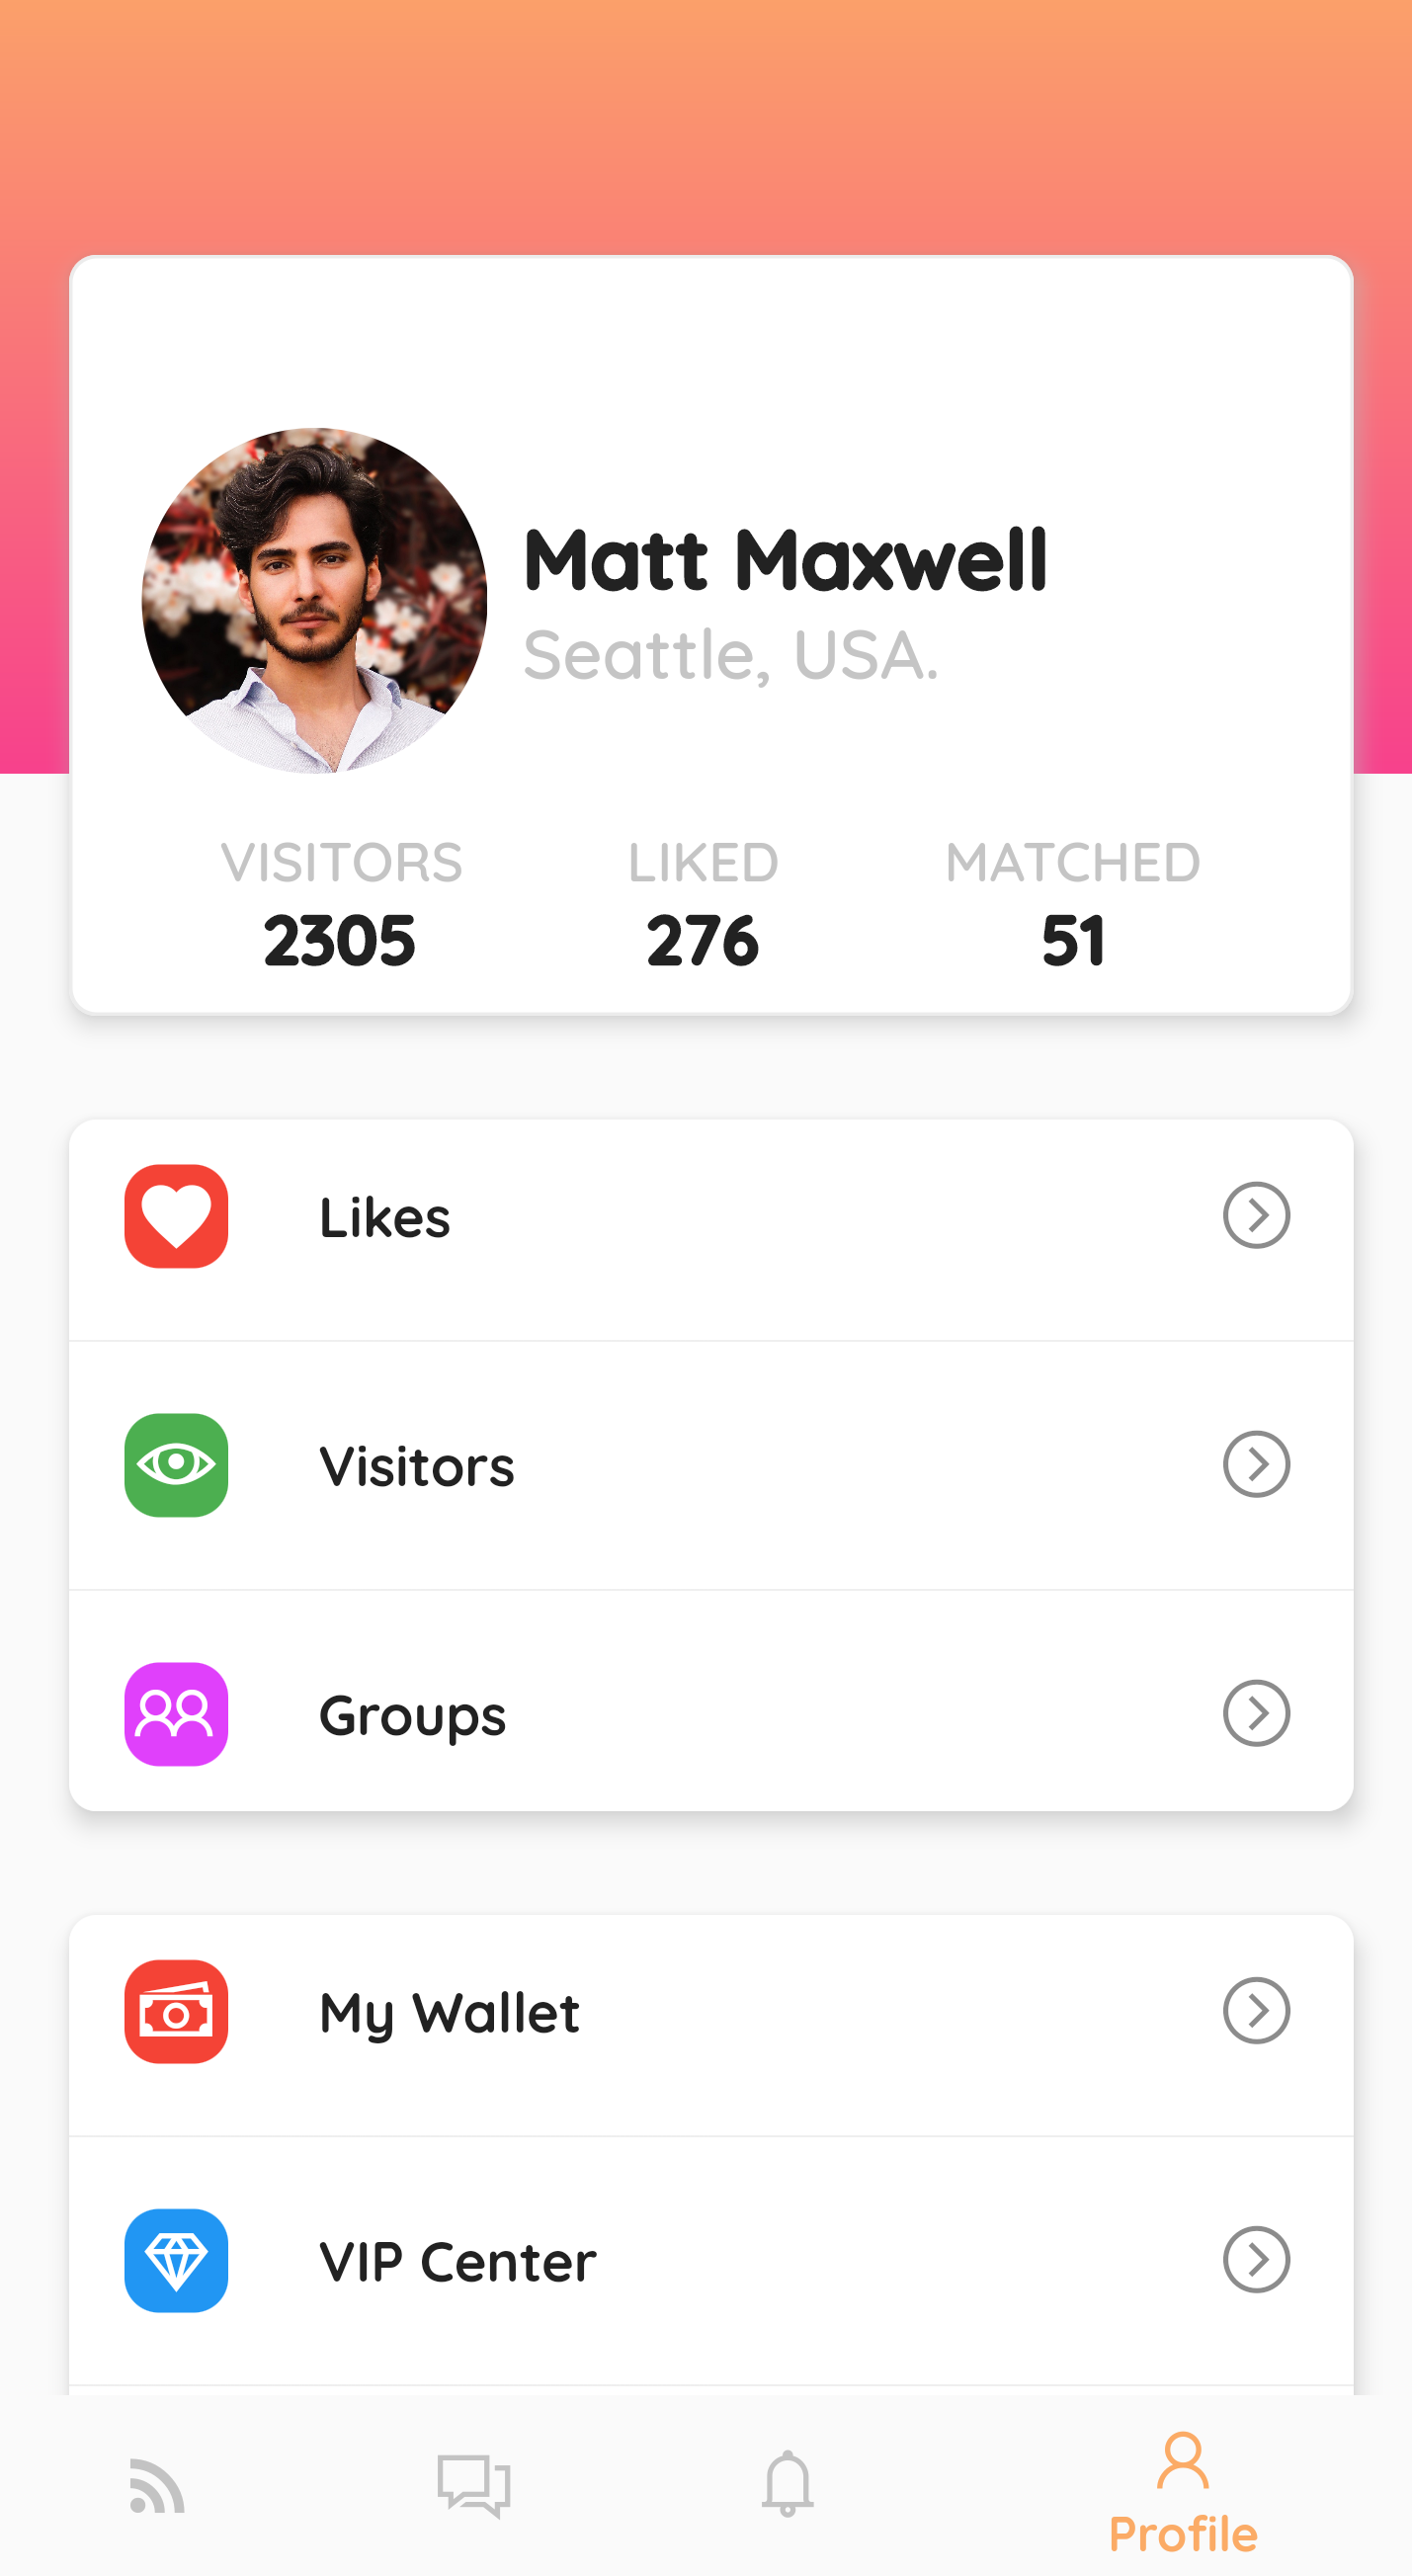 Matt Maxwell
Seattle, USA.
VISITORS LIKED MATCHED
2305 276 51
Likes
Visitors
Groups
My Wallet
VIP Center
Profile